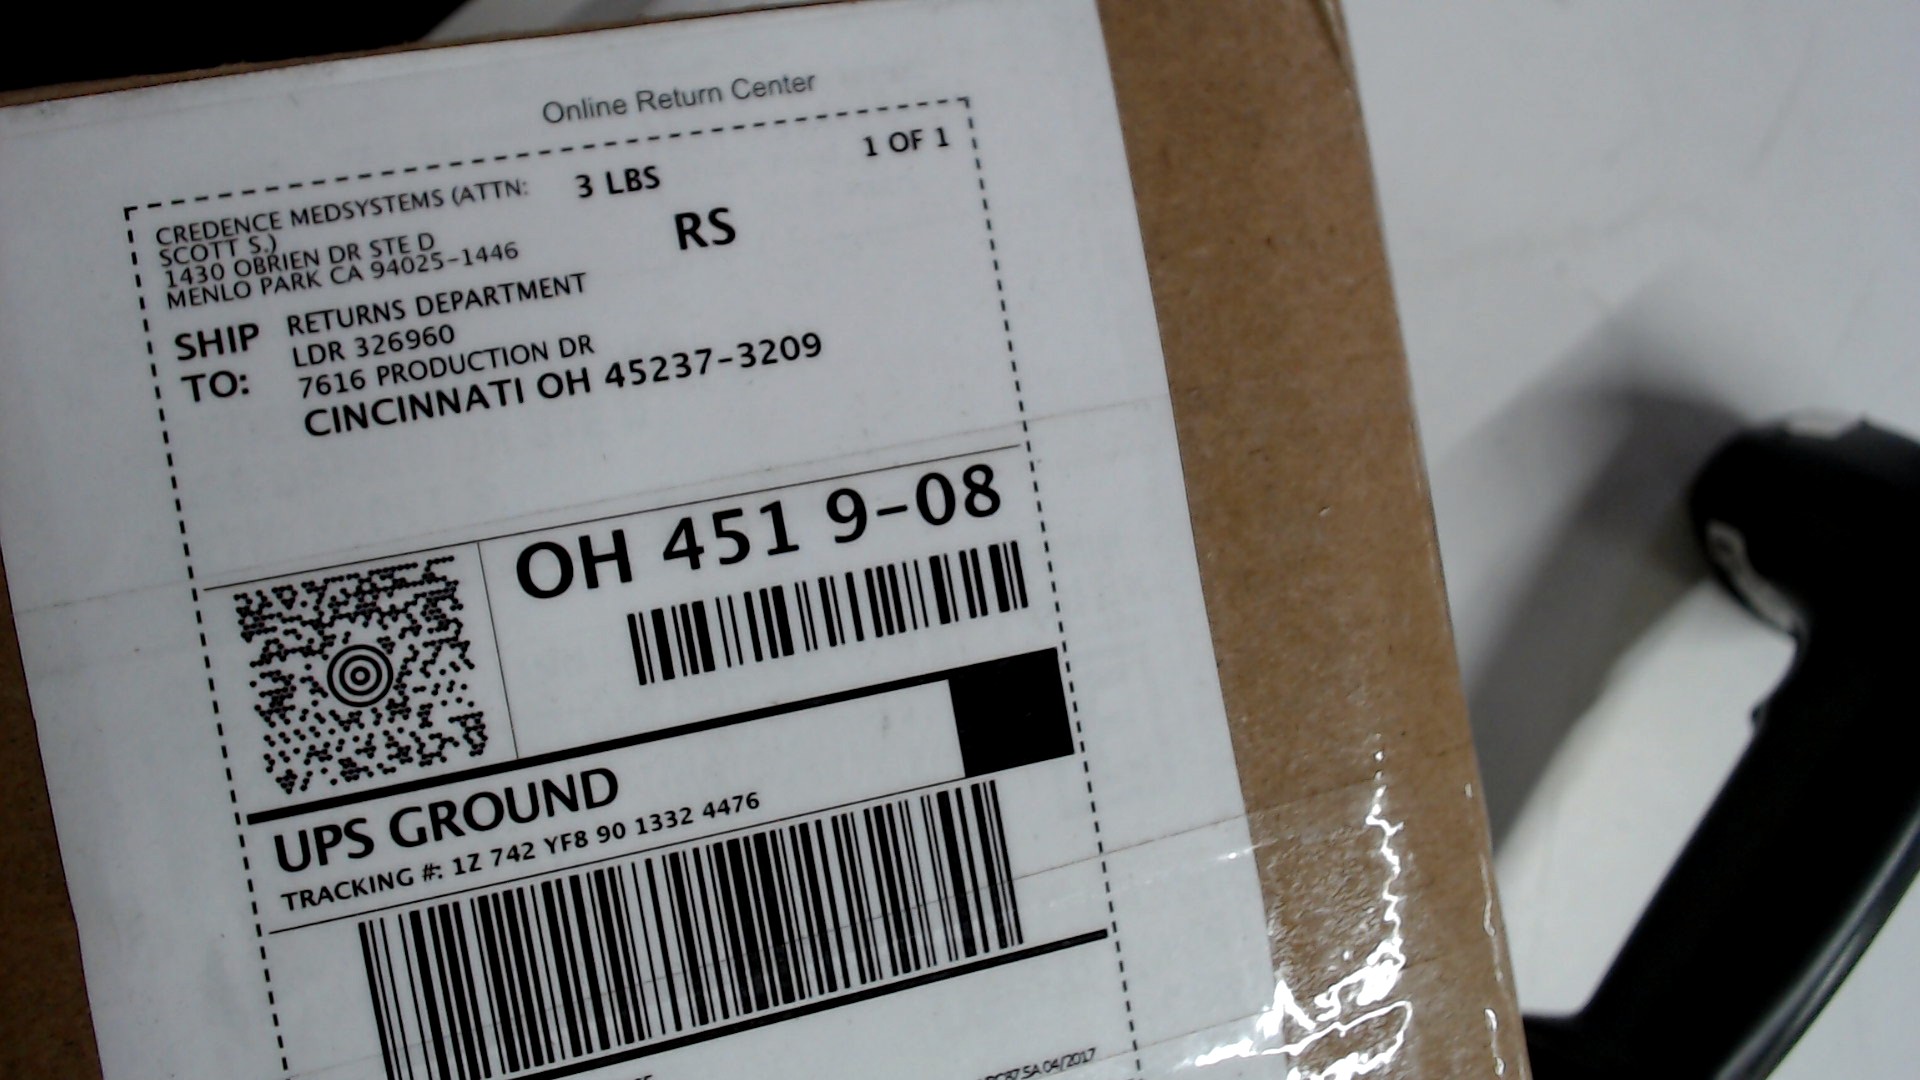 Online Return Center
1 OF 1
CREDENCE MEDSYSTEMS (ATTN:
3 LBS
SCOTT S.)
1430 OBRIEN DR STE D
MENLO PARK CA 94025-1446
RS
SHIP TO:
RETURNS DEPARTMENT
LDR 326960
7616 PRODUCTION DR
CINCINNATI OH 45237-3209
OH 451 9-08
UPS GROUND
TRACKING #: 1Z 742 YF8 90 1332 4476
04/2017